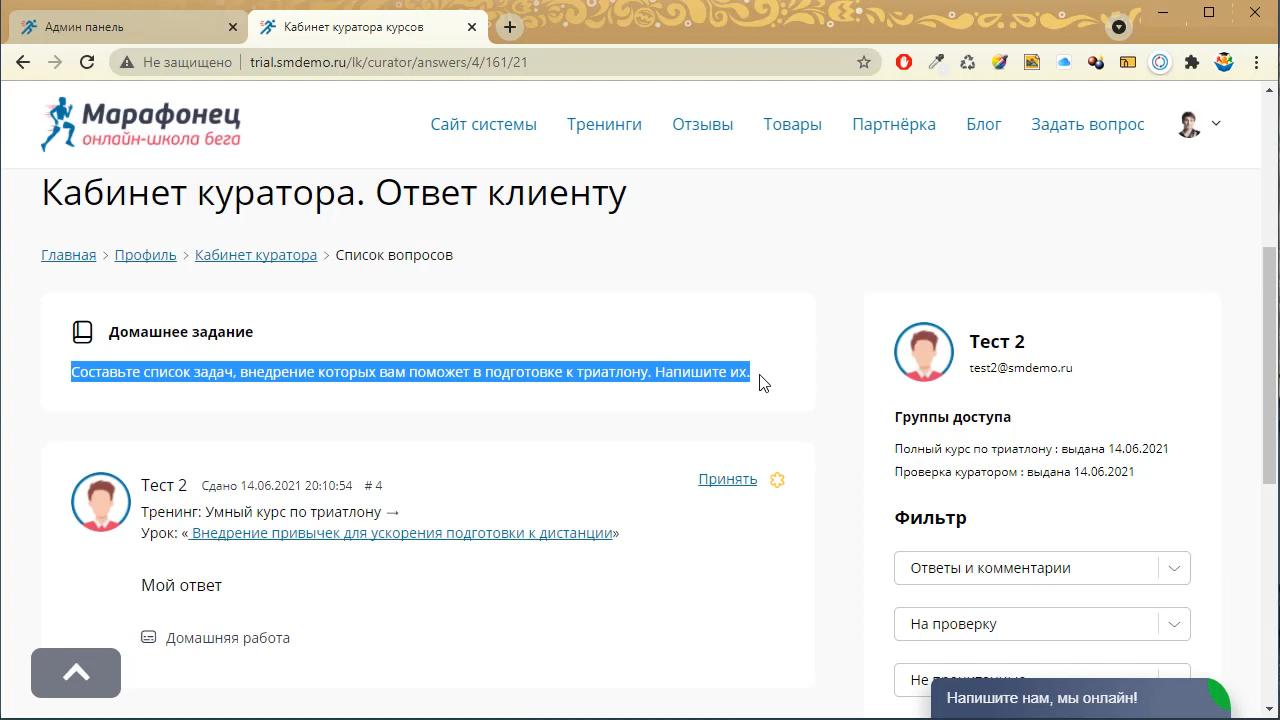 Админ панель
Кабинет куратора курсов
Не защищено
trial.smdemo.ru/lk/curator/answers/4/161/21
Марафонец
онлайн-школа бега
Сайт системы
Тренинги
Отзывы
Товары
Партнёрка
Блог
Задать вопрос
Кабинет куратора. Ответ клиенту
Главная > Профиль > Кабинет куратора > Список вопросов
Домашнее задание
Составьте список задач, внедрение которых вам поможет в подготовке к триатлону. Напишите их.
Тест 2 Сдано 14.06.2021 20:10:54 # 4
Принять
Тренинг: Умный курс по триатлону →
Урок: « Внедрение привычек для ускорения подготовки к дистанции»
Мой ответ
Домашняя работа
Тест 2
test2@smdemo.ru
Группы доступа
Полный курс по триатлону : выдана 14.06.2021
Проверка куратором : выдана 14.06.2021
Фильтр
Ответы и комментарии
На проверку
Напишите нам, мы онлайн!